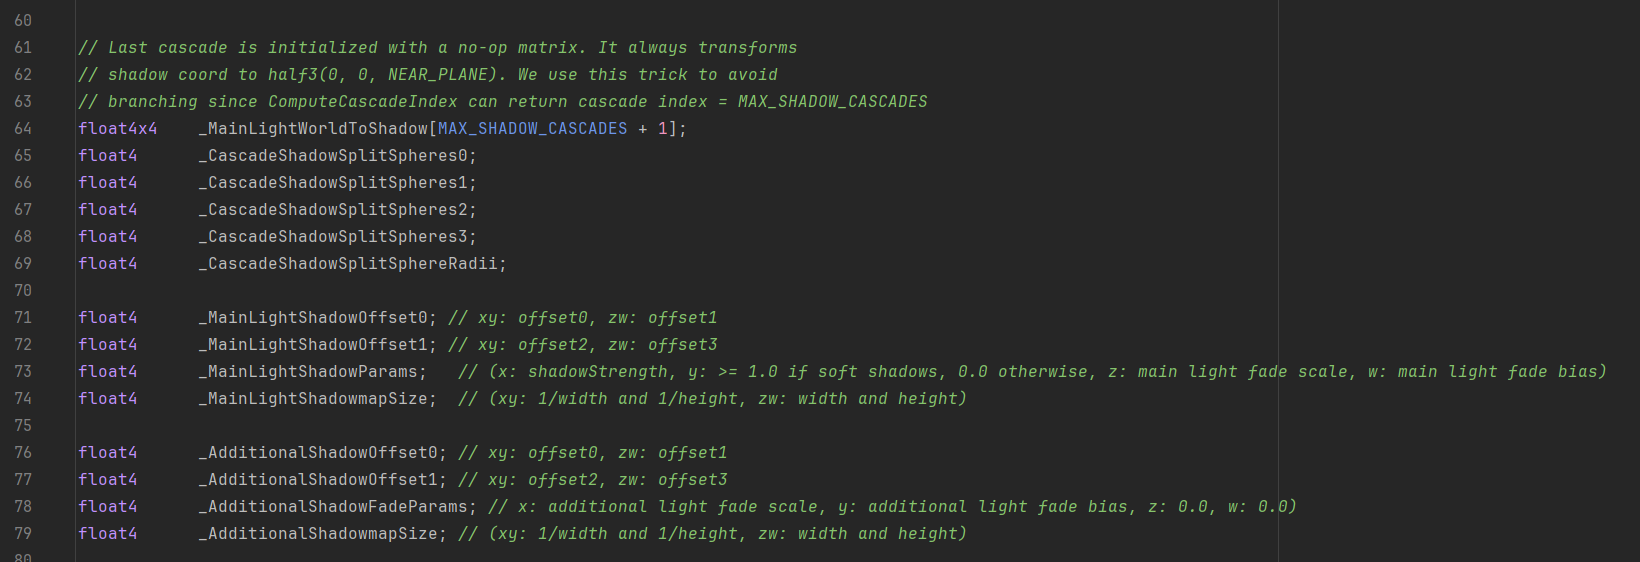 60
61 // Last cascade is initialized with a no-op matrix. It always transforms
62 // shadow coord to half3(0, 0, NEAR_PLANE). We use this trick to avoid
63 // branching since ComputeCascadeIndex can return cascade index = MAX_SHADOW_CASCADES
64 float4x4    _MainLightWorldToShadow[MAX_SHADOW_CASCADES + 1];
65 float4      _CascadeShadowSplitSpheres0;
66 float4      _CascadeShadowSplitSpheres1;
67 float4      _CascadeShadowSplitSpheres2;
68 float4      _CascadeShadowSplitSpheres3;
69 float4      _CascadeShadowSplitSphereRadii;
70
71 float4      _MainLightShadowOffset0; // xy: offset0, zw: offset1
72 float4      _MainLightShadowOffset1; // xy: offset2, zw: offset3
73 float4      _MainLightShadowParams;   // (x: shadowStrength, y: >= 1.0 if soft shadows, 0.0 otherwise, z: main light fade scale, w: main light fade bias)
74 float4      _MainLightShadowmapSize;  // (xy: 1/width and 1/height, zw: width and height)
75
76 float4      _AdditionalShadowOffset0; // xy: offset0, zw: offset1
77 float4      _AdditionalShadowOffset1; // xy: offset2, zw: offset3
78 float4      _AdditionalShadowFadeParams; // x: additional light fade scale, y: additional light fade bias, z: 0.0, w: 0.0)
79 float4      _AdditionalShadowmapSize; // (xy: 1/width and 1/height, zw: width and height)
80